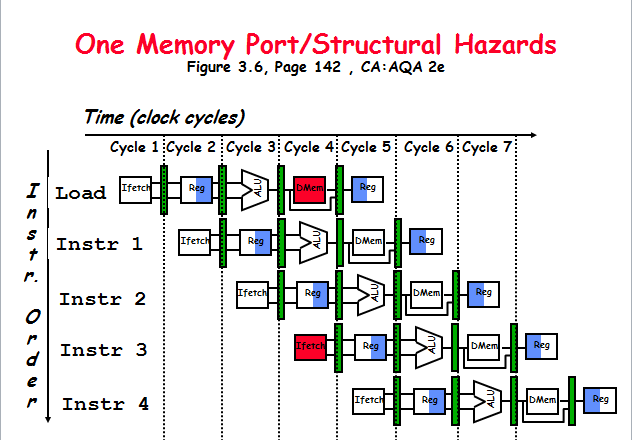 One Memory Port/Structural Hazards
Figure 3.6, Page 142 , CA:AQA 2e
Time (clock cycles)
Cycle 1 Cycle 2 Cycle 3 Cycle 4 Cycle 5 Cycle 6 Cycle 7
Instr. Order
Load Ifetch Reg ALU DMem Reg
Instr 1 Ifetch Reg ALU DMem Reg
Instr 2 Ifetch Reg ALU DMem Reg
Instr 3 Ifetch Reg ALU DMem Reg
Instr 4 Ifetch Reg ALU DMem Reg